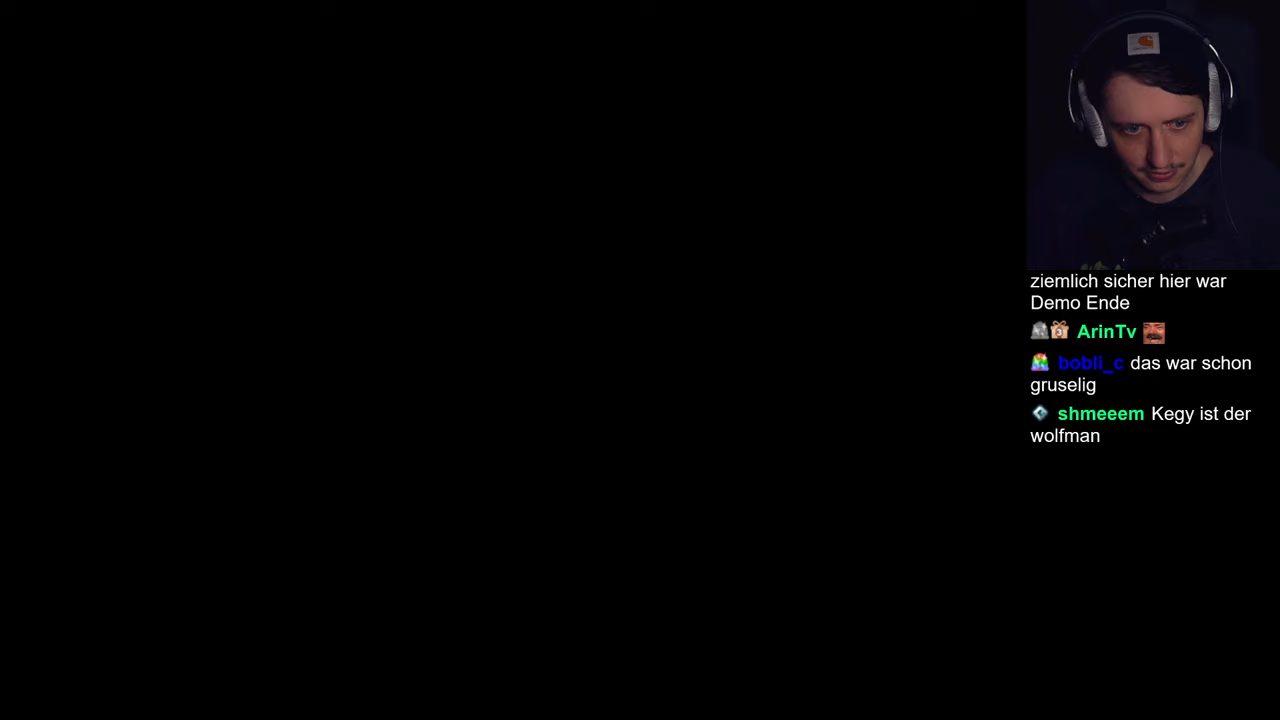 ziemlich sicher hier war
Demo Ende
ArinTv
bobli_c das war schon
gruselig
shmeeem Kegy ist der
wolfman